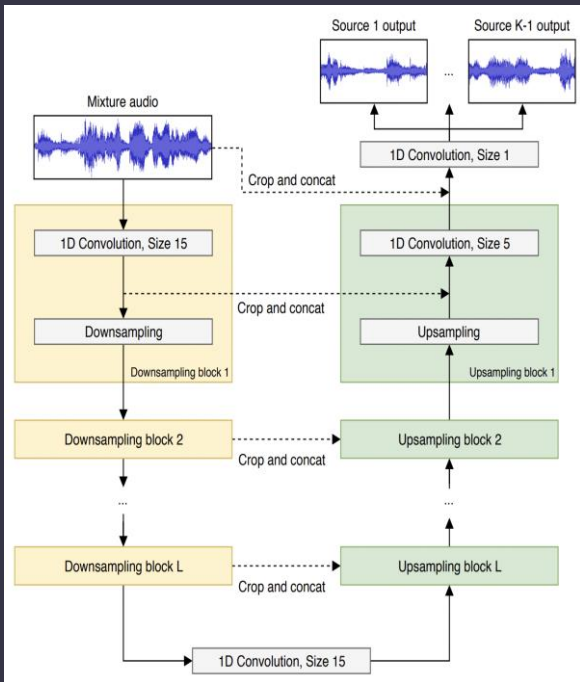 Source 1 output
Source K-1 output
...
Mixture audio
1D Convolution, Size 1
Crop and concat
1D Convolution, Size 15
1D Convolution, Size 5
Crop and concat
Downsampling
Upsampling
Downsampling block 1
Upsampling block 1
Downsampling block 2
Upsampling block 2
Crop and concat
...
...
Downsampling block L
Upsampling block L
Crop and concat
1D Convolution, Size 15